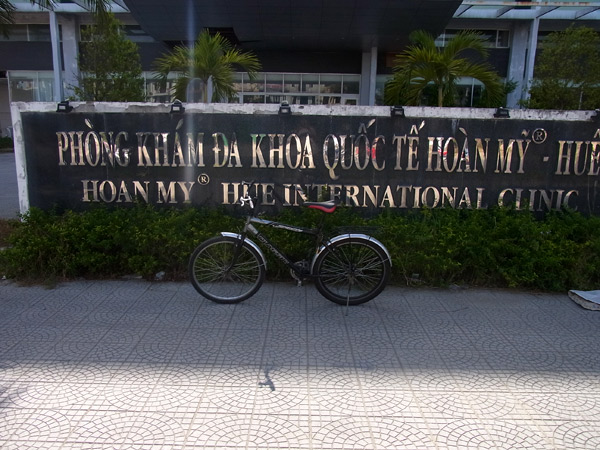 PHÒNG KHÁM ĐA KHOA QUỐC TẾ HOÀN MỸ® - HUẾ
HOAN MY® HUE INTERNATIONAL CLINIC